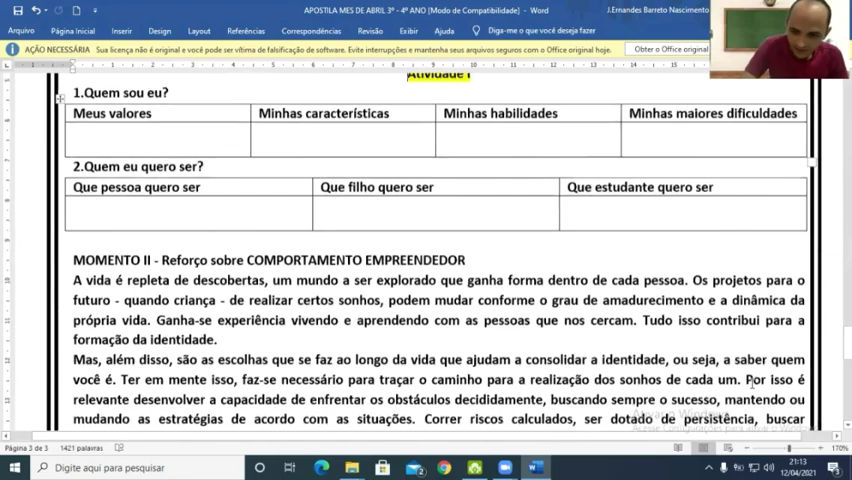 APOSTILA MES DE ABRIL 3º - 4º ANO [Modo de Compatibilidade] - Word
J.Ernandes Barreto Nascimento
Arquivo Página Inicial Inserir Design Layout Referências Correspondências Revisão Exibir Ajuda Diga-me o que você deseja fazer
AÇÃO NECESSÁRIA Sua licença não é original e você pode ser vítima de falsificação de software. Evite interrupções e mantenha seus arquivos seguros com o Office original hoje. Obter o Office original
Atividade I
1.Quem sou eu?
Meus valores Minhas características Minhas habilidades Minhas maiores dificuldades
2.Quem eu quero ser?
Que pessoa quero ser Que filho quero ser Que estudante quero ser
MOMENTO II - Reforço sobre COMPORTAMENTO EMPREENDEDOR
A vida é repleta de descobertas, um mundo a ser explorado que ganha forma dentro de cada pessoa. Os projetos para o
futuro - quando criança - de realizar certos sonhos, podem mudar conforme o grau de amadurecimento e a dinâmica da
própria vida. Ganha-se experiência vivendo e aprendendo com as pessoas que nos cercam. Tudo isso contribui para a
formação da identidade.
Mas, além disso, são as escolhas que se faz ao longo da vida que ajudam a consolidar a identidade, ou seja, a saber quem
você é. Ter em mente isso, faz-se necessário para traçar o caminho para a realização dos sonhos de cada um. Por isso é
relevante desenvolver a capacidade de enfrentar os obstáculos decididamente, buscando sempre o sucesso, mantendo ou
mudando as estratégias de acordo com as situações. Correr riscos calculados, ser dotado de persistência, buscar
Ativar o Windows
Acesse Configurações para ativar o Windows.
Página 3 de 3 1421 palavras 170%
Digite aqui para pesquisar
2
21:13
12/04/2021
3